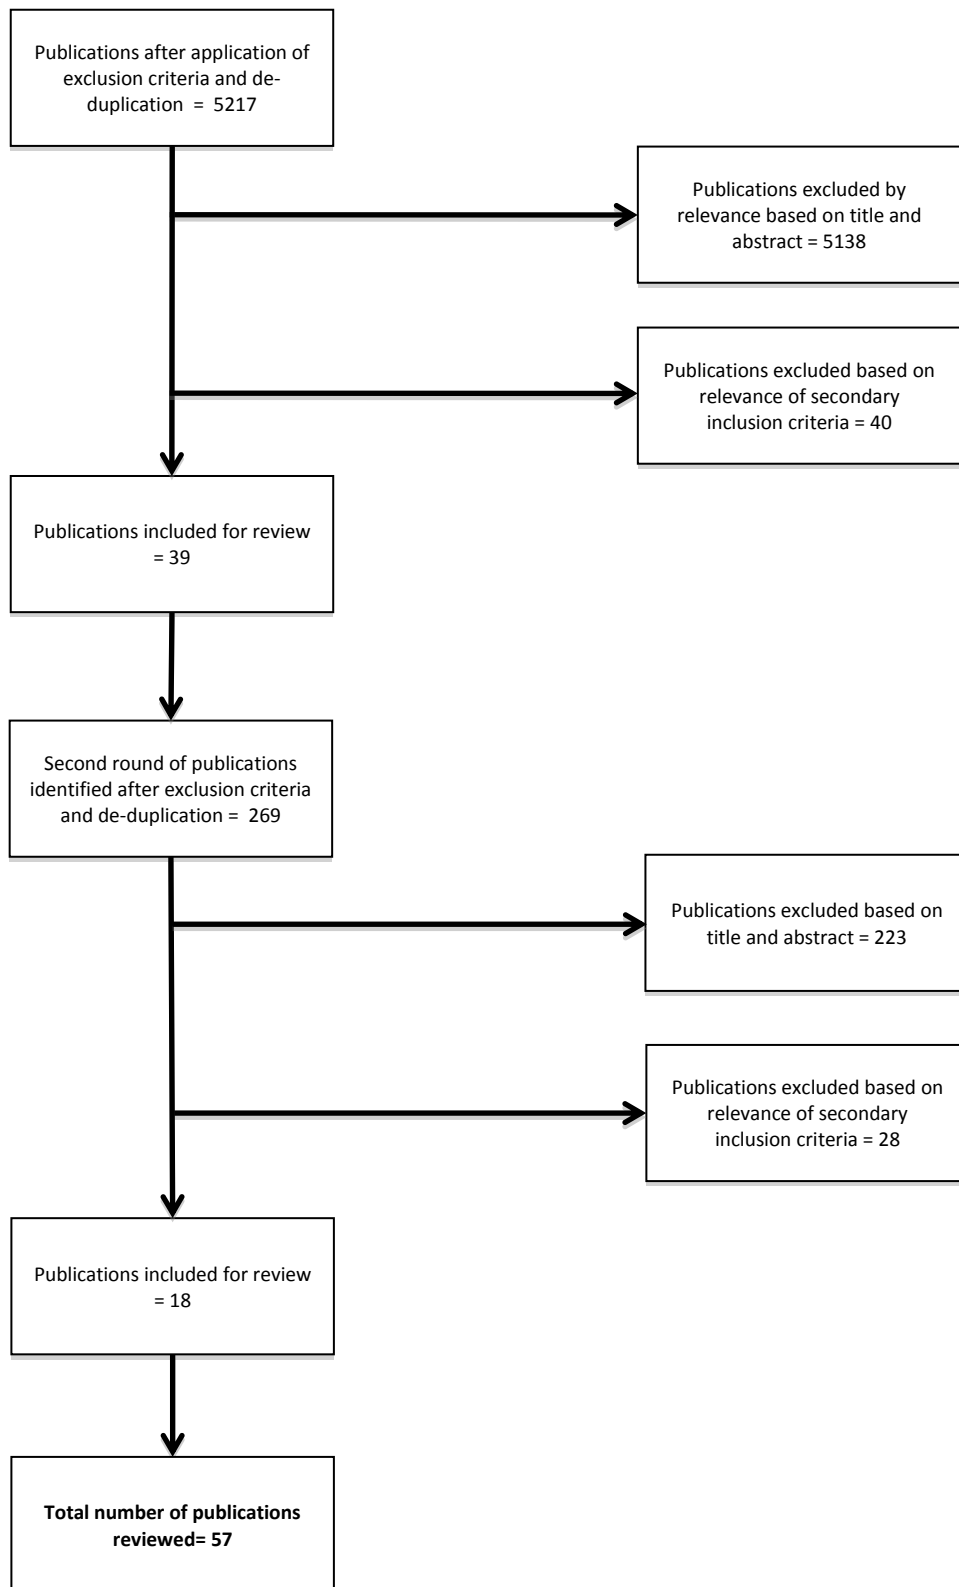 Publications after application of
exclusion criteria and de-
duplication  =  5217
Publications excluded by
relevance based on title and
abstract = 5138
Publications excluded based on
relevance of secondary
inclusion criteria = 40
Publications included for review
= 39
Second round of publications
identified after exclusion criteria
and de-duplication =  269
Publications excluded based on
title and abstract = 223
Publications excluded based on
relevance of secondary
inclusion criteria = 28
Publications included for review
= 18
Total number of publications
reviewed= 57